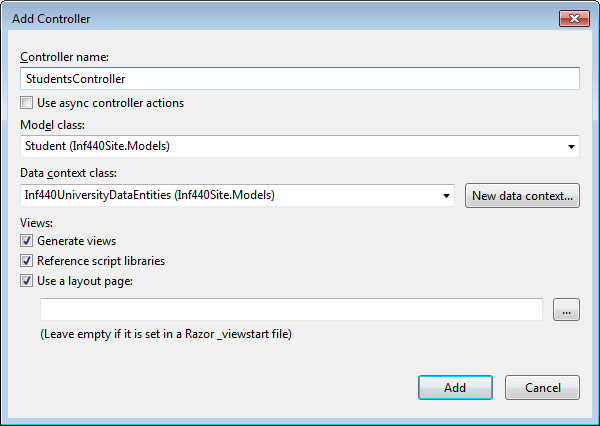 Add Controller
Controller name:
StudentsController
Use async controller actions
Model class:
Student (Inf440Site.Models)
Data context class:
Inf440UniversityDataEntities (Inf440Site.Models)
New data context...
Views:
Generate views
Reference script libraries
Use a layout page:
...
(Leave empty if it is set in a Razor _viewstart file)
Add
Cancel